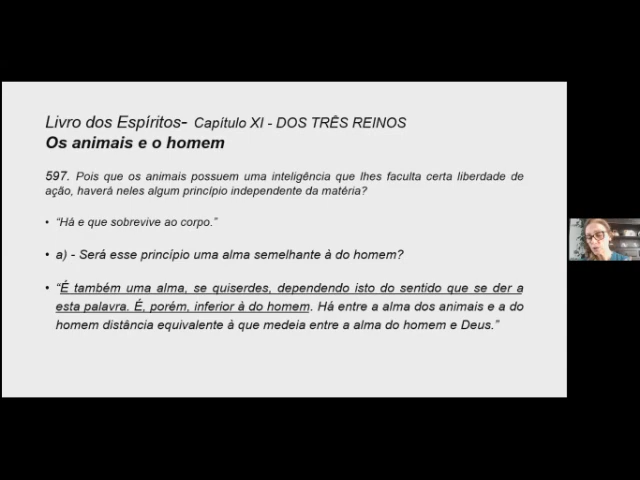 Livro dos Espíritos- Capítulo XI - DOS TRÊS REINOS
Os animais e o homem
597. Pois que os animais possuem uma inteligência que lhes faculta certa liberdade de
ação, haverá neles algum princípio independente da matéria?
• “Há e que sobrevive ao corpo.”
• a) - Será esse princípio uma alma semelhante à do homem?
• “É também uma alma, se quiserdes, dependendo isto do sentido que se der a
esta palavra. É, porém, inferior à do homem. Há entre a alma dos animais e a do
homem distância equivalente à que medeia entre a alma do homem e Deus.”